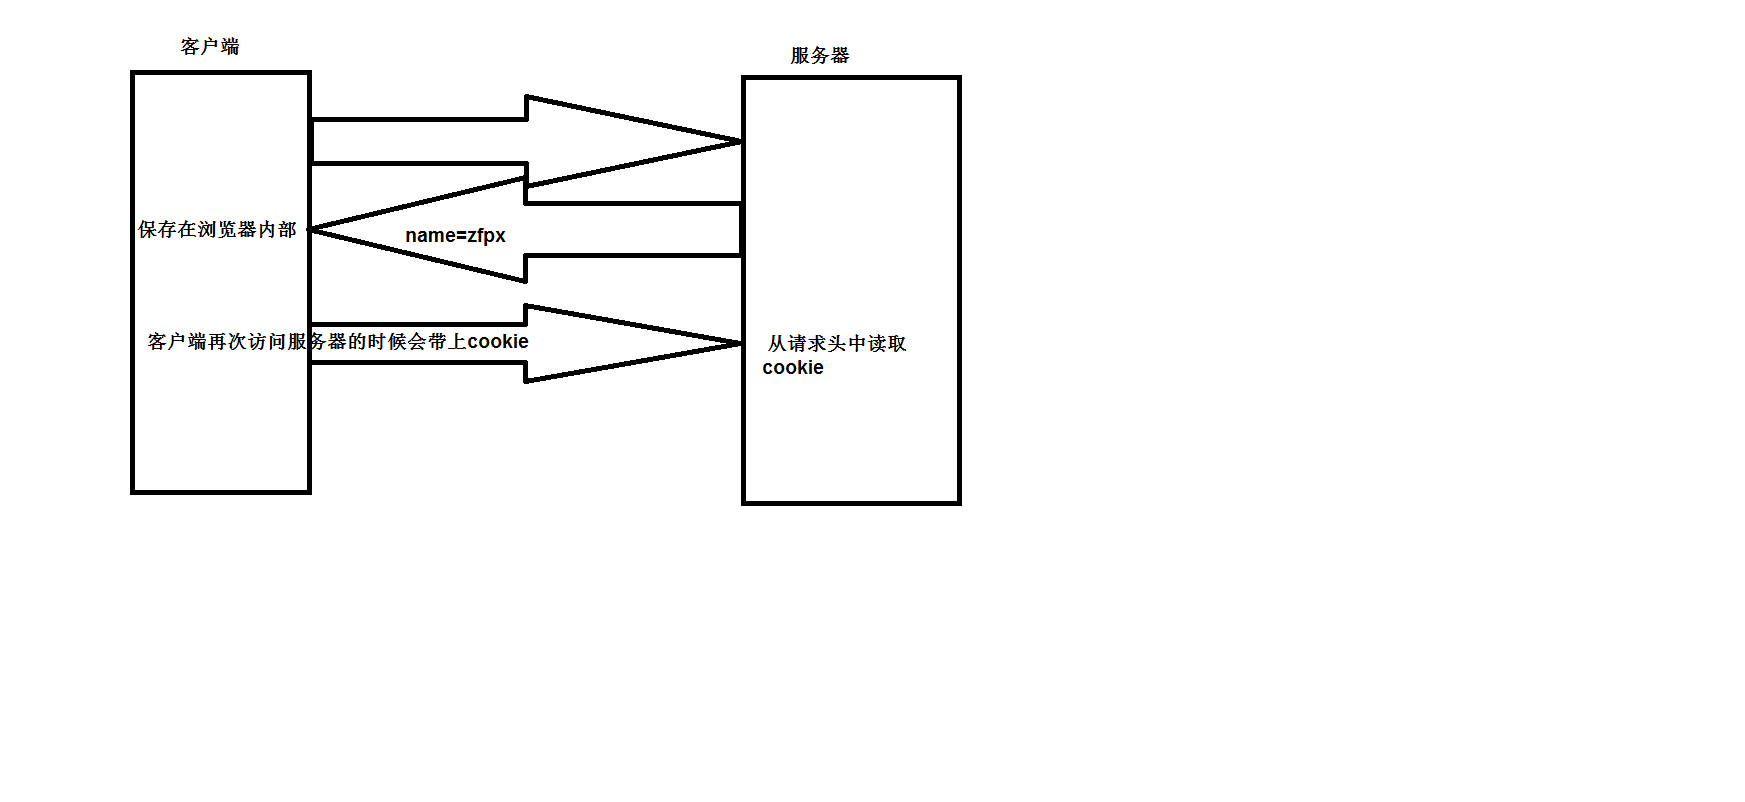 客户端
服务器
保存在浏览器内部
name=zfpx
客户端再次访问服务器的时候会带上cookie
从请求头中读取
cookie